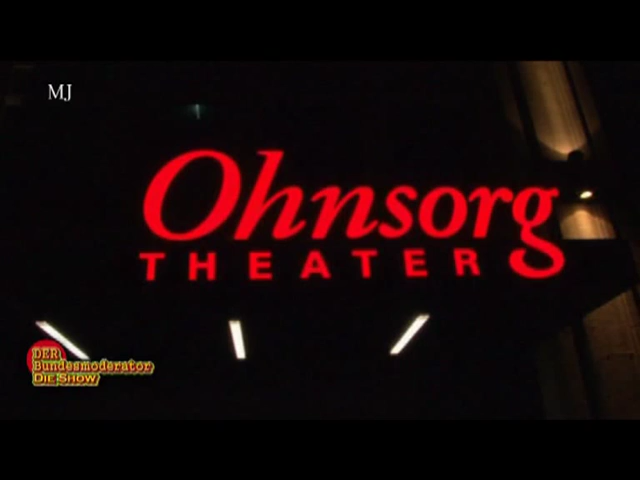 MJ
Ohnsorg
THEATER
DER
Bundesmoderator
DIE SHOW